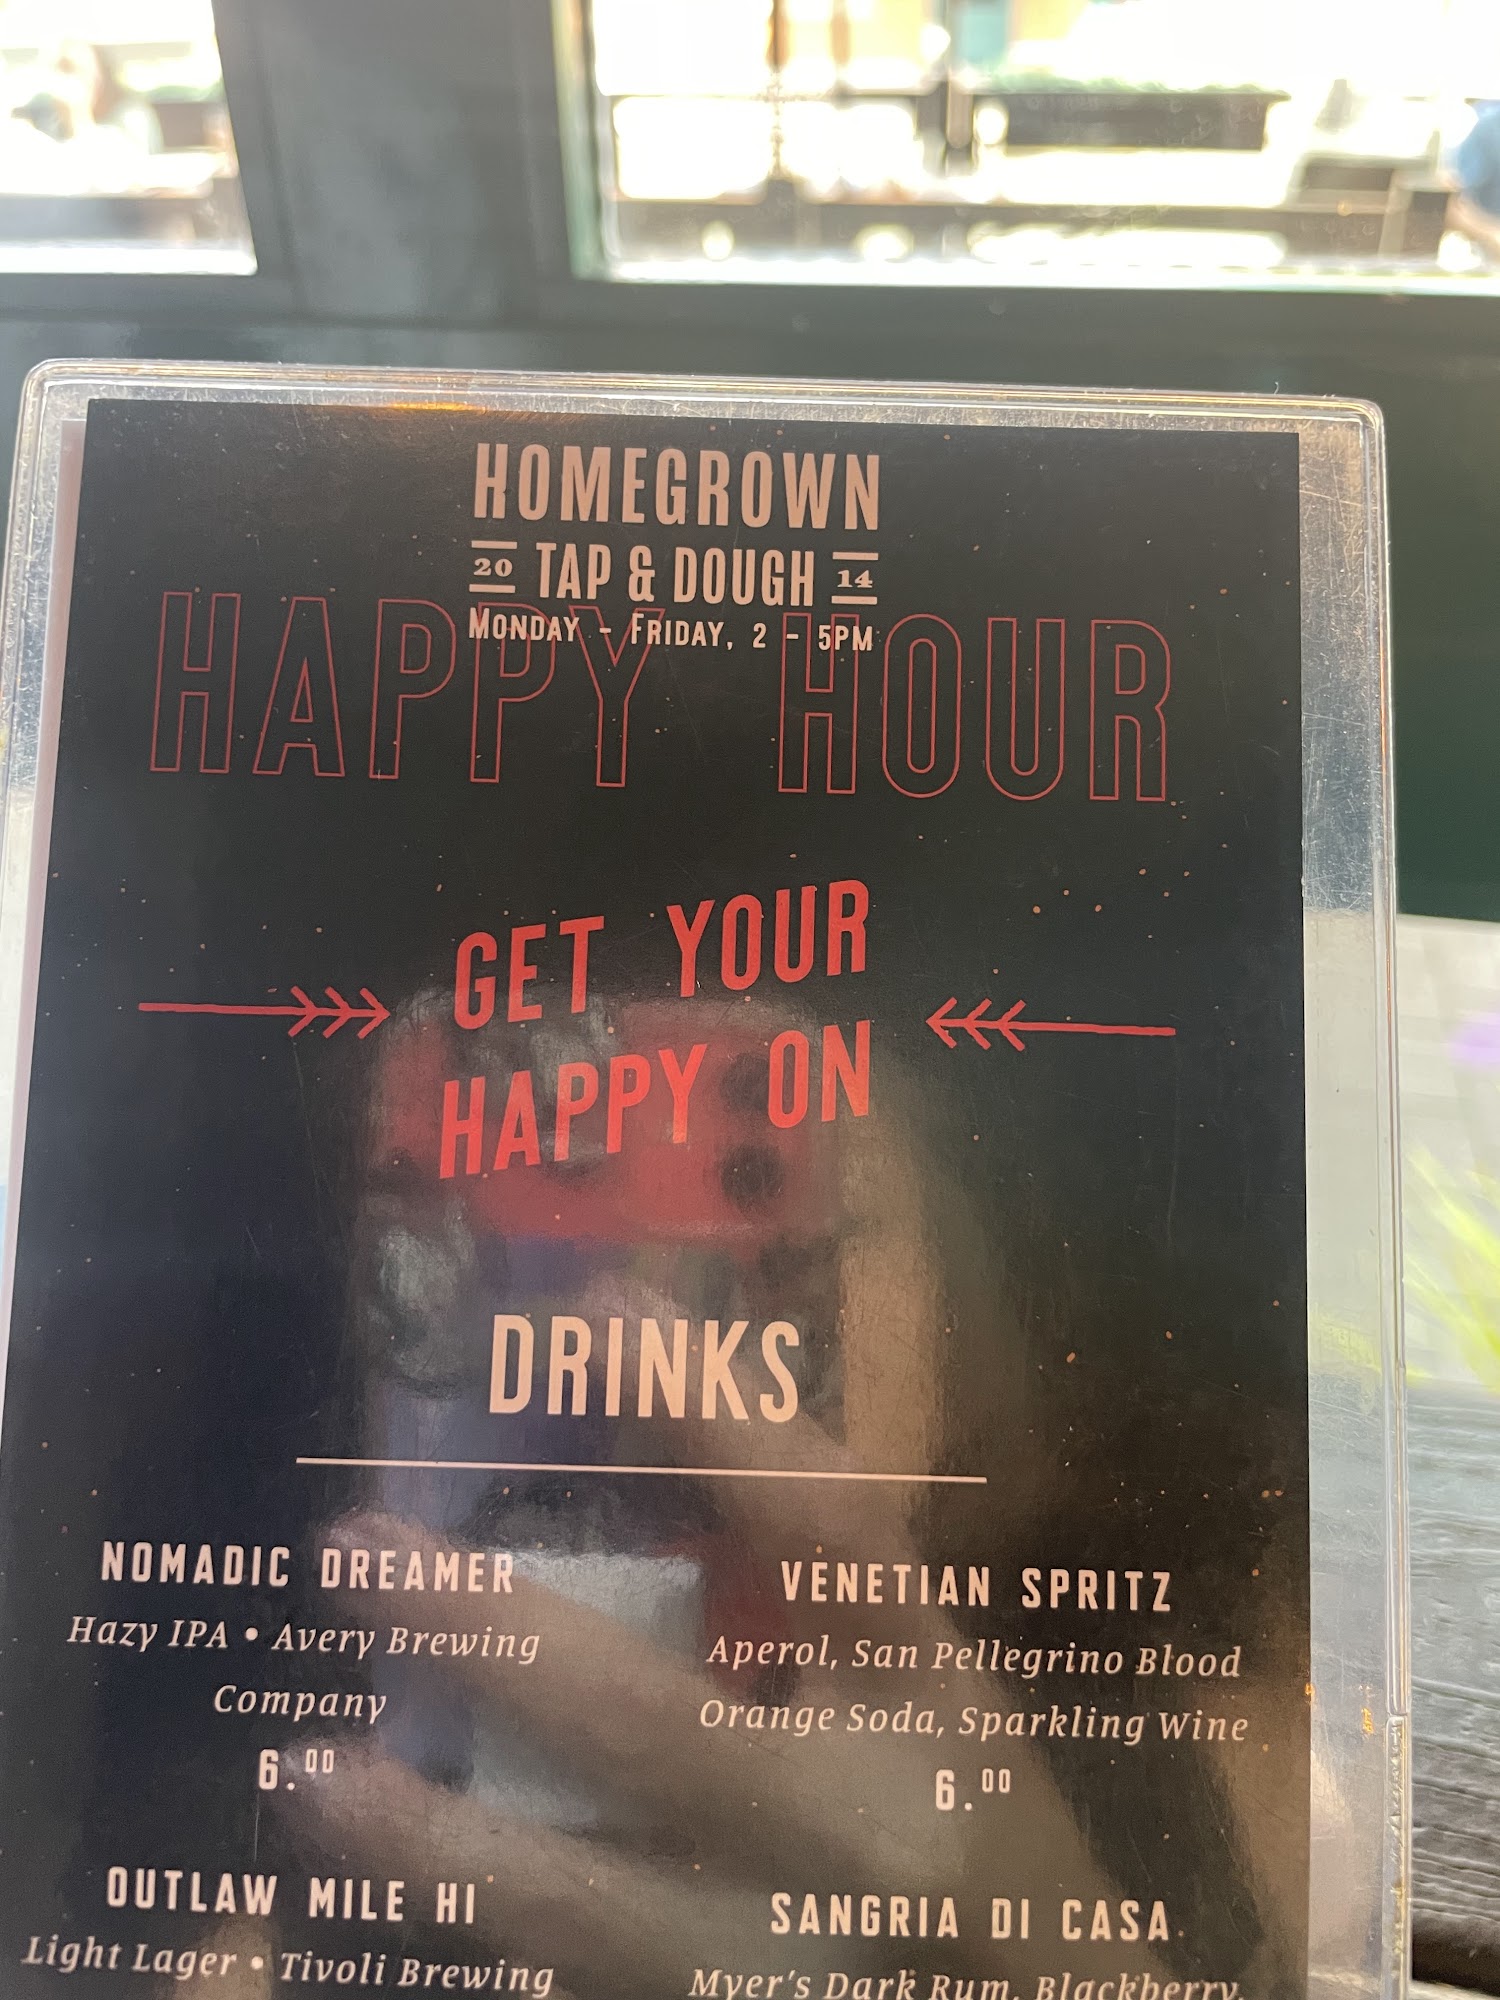 HOMEGROWN
20 TAP & DOUGH 14
MONDAY - FRIDAY, 2 - 5PM
HAPPY HOUR
GET YOUR
HAPPY ON
DRINKS
NOMADIC DREAMER
Hazy IPA • Avery Brewing
Company
6.00
VENETIAN SPRITZ
Aperol, San Pellegrino Blood
Orange Soda, Sparkling Wine
6.00
OUTLAW MILE HI
Light Lager • Tivoli Brewing
SANGRIA DI CASA
Myer's Dark Rum, Blackberry,